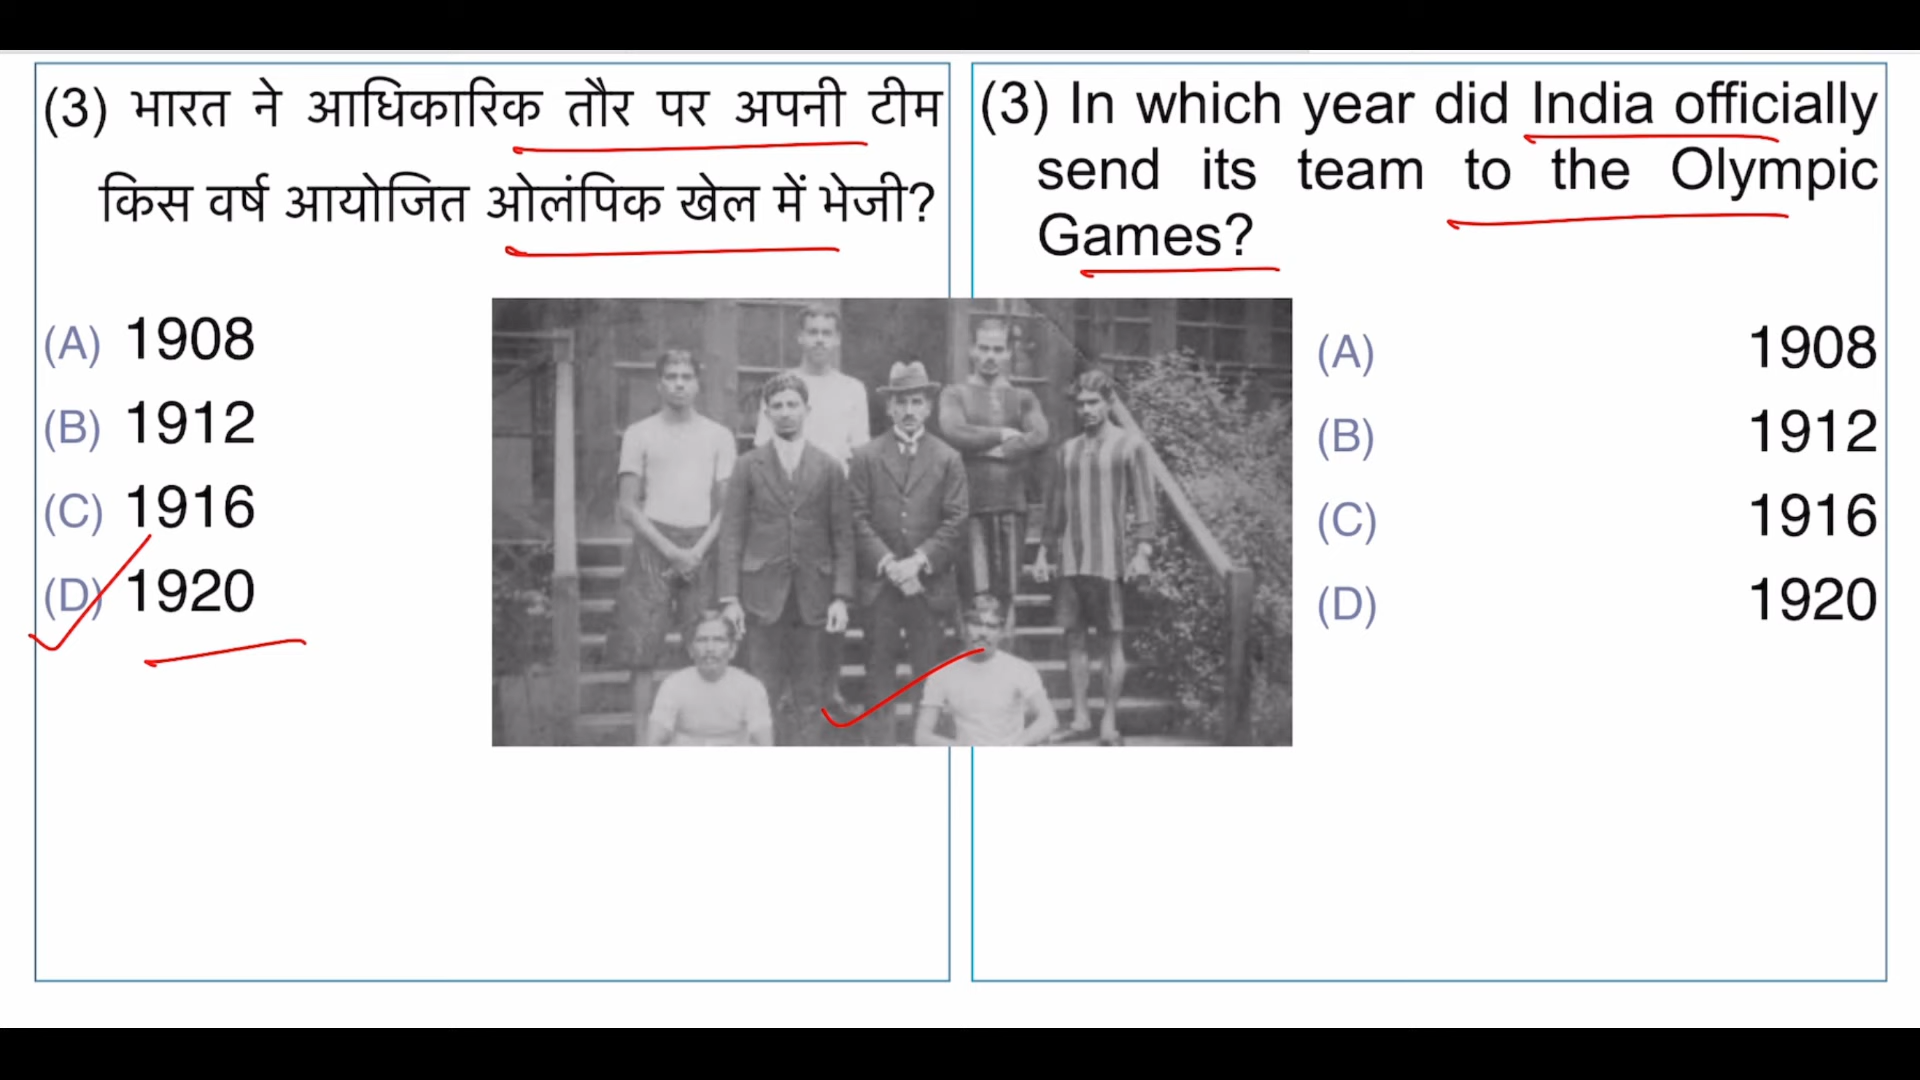 (3) भारत ने आधिकारिक तौर पर अपनी टीम
किस वर्ष आयोजित ओलंपिक खेल में भेजी?
(A) 1908
(B) 1912
(C) 1916
(D) 1920
(3) In which year did India officially
send its team to the Olympic
Games?
(A) 1908
(B) 1912
(C) 1916
(D) 1920